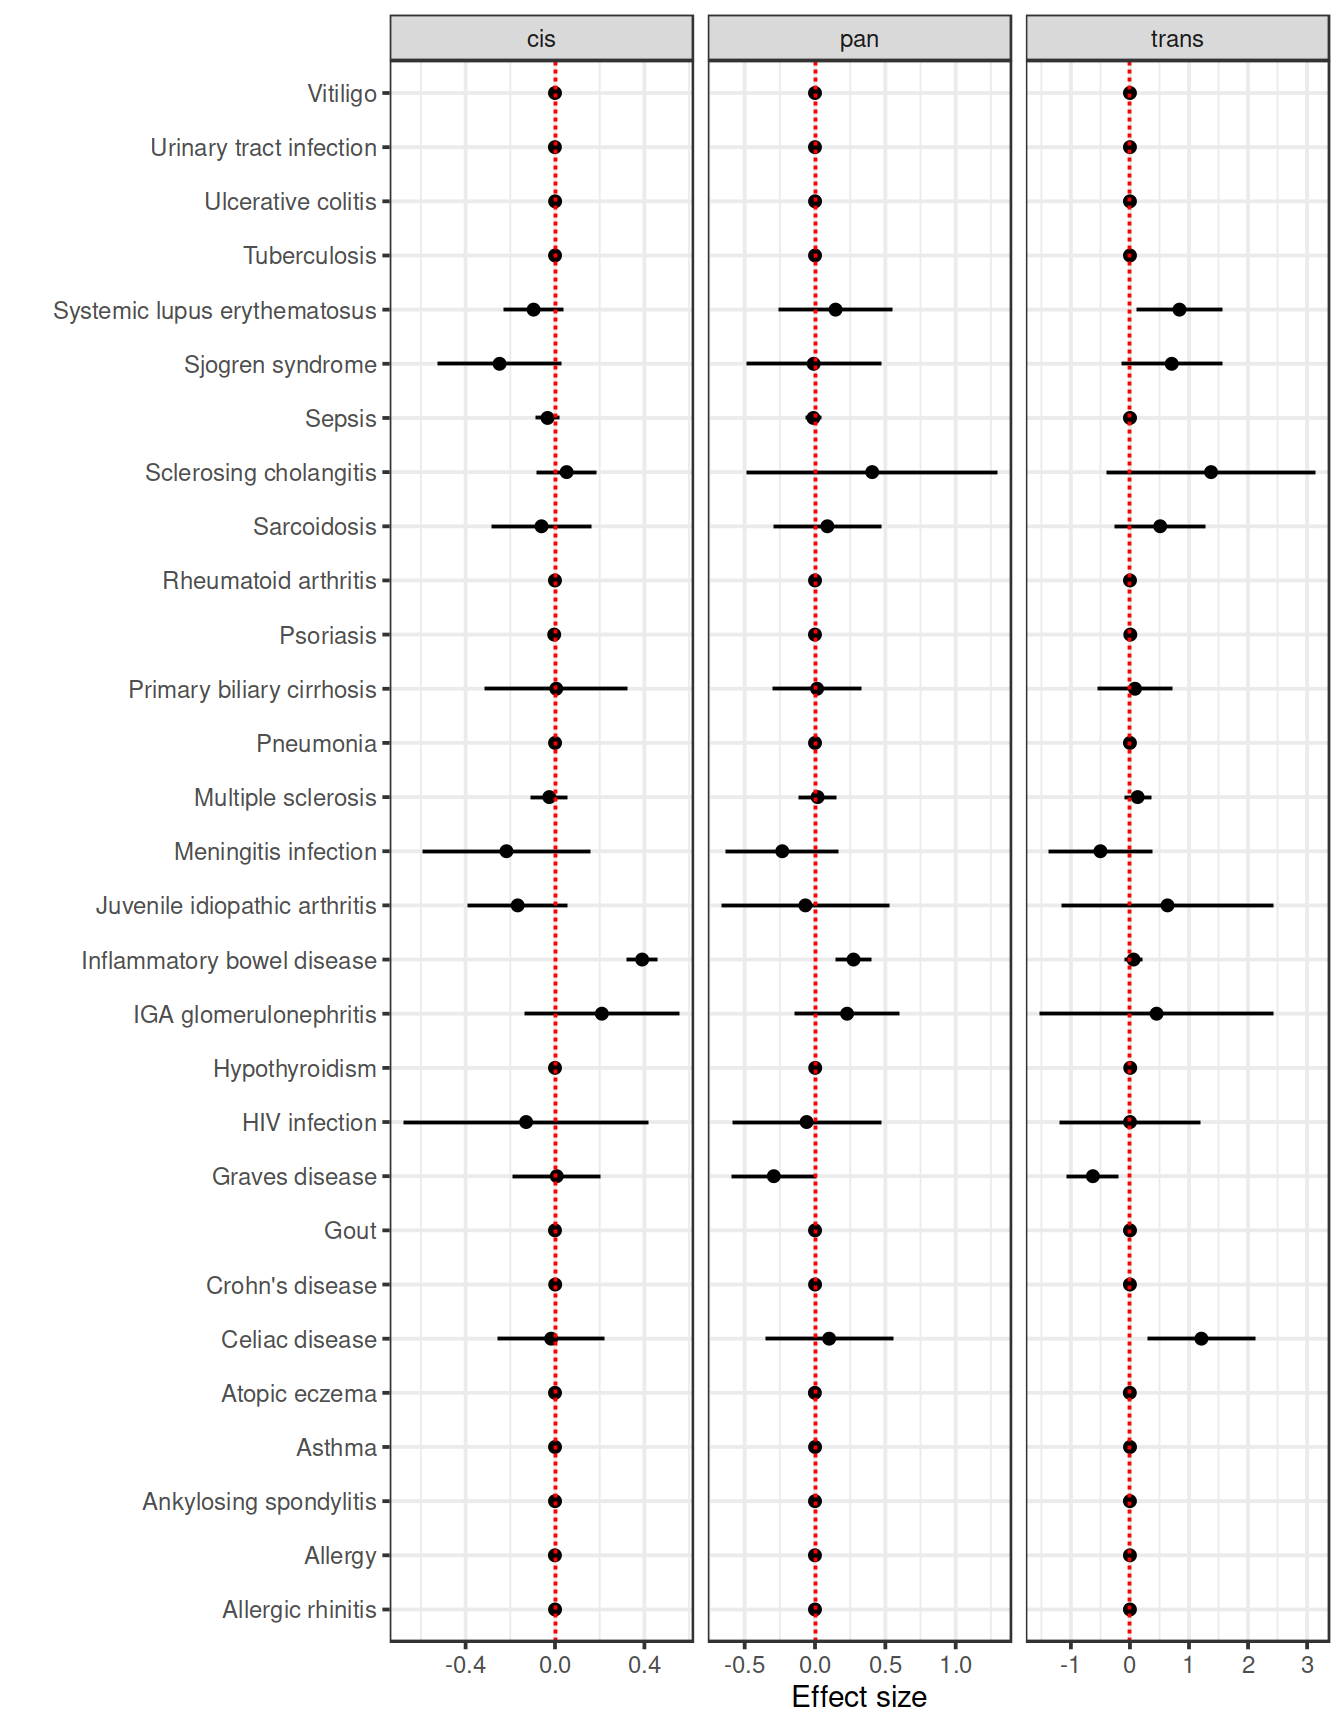 cis pan trans
Vitiligo
Urinary tract infection
Ulcerative colitis
Tuberculosis
Systemic lupus erythematosus
Sjogren syndrome
Sepsis
Sclerosing cholangitis
Sarcoidosis
Rheumatoid arthritis
Psoriasis
Primary biliary cirrhosis
Pneumonia
Multiple sclerosis
Meningitis infection
Juvenile idiopathic arthritis
Inflammatory bowel disease
IGA glomerulonephritis
Hypothyroidism
HIV infection
Graves disease
Gout
Crohn's disease
Celiac disease
Atopic eczema
Asthma
Ankylosing spondylitis
Allergy
Allergic rhinitis
-0.4 0.0 0.4 -0.5 0.0 0.5 1.0 -1 0 1 2 3
Effect size